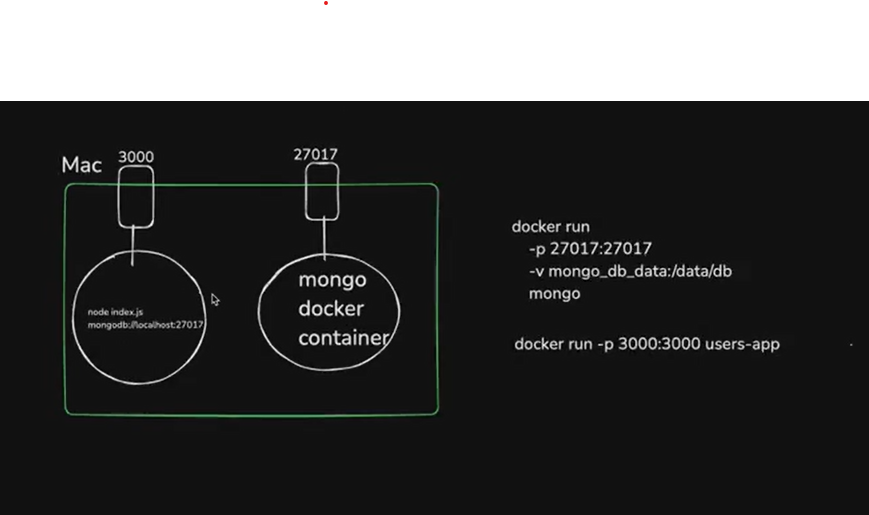 Mac
3000
27017
node index.js
mongodb://localhost:27017
mongo
docker
container
docker run
-p 27017:27017
-v mongo_db_data:/data/db
mongo
docker run -p 3000:3000 users-app